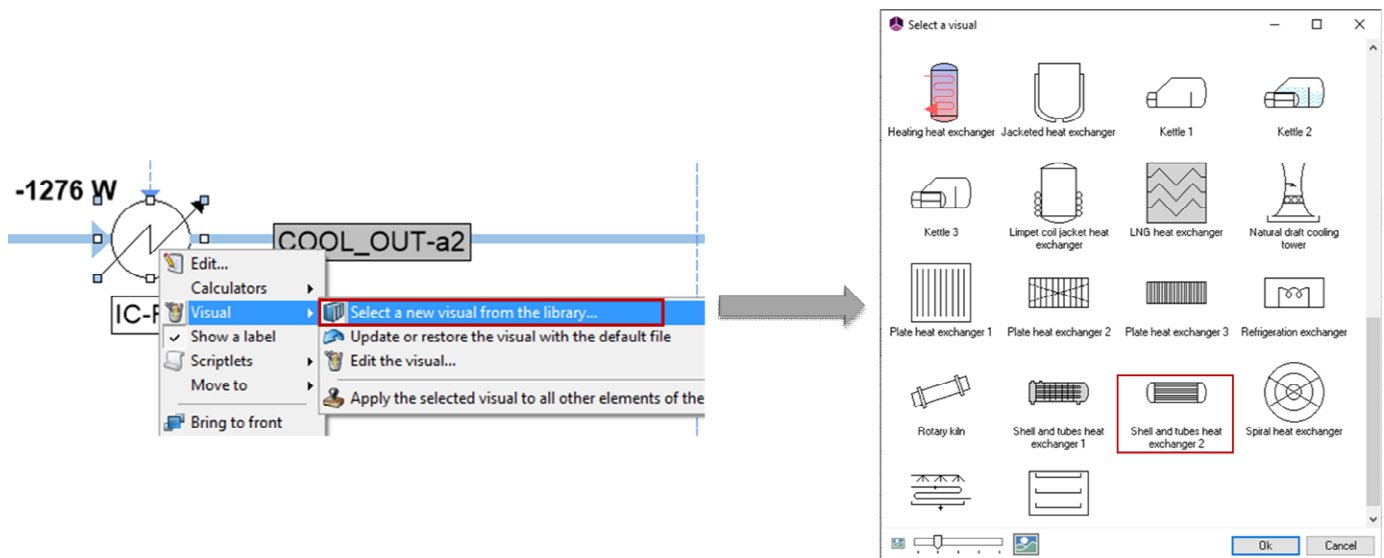 -1276 W
COOL_OUT-a2
Edit...
Calculators
Visual
Show a label
Scriptlets
Move to
Bring to front
Select a new visual from the library...
Update or restore the visual with the default file
Edit the visual...
Apply the selected visual to all other elements of the
Select a visual
Heating heat exchanger
Jacketed heat exchanger
Kettle 1
Kettle 2
Kettle 3
Limpet coil jacket heat
exchanger
LNG heat exchanger
Natural draft cooling
tower
Plate heat exchanger 1
Plate heat exchanger 2
Plate heat exchanger 3
Refrigeration exchanger
Rotary kiln
Shell and tubes heat
exchanger 1
Shell and tubes heat
exchanger 2
Spiral heat exchanger
Ok
Cancel